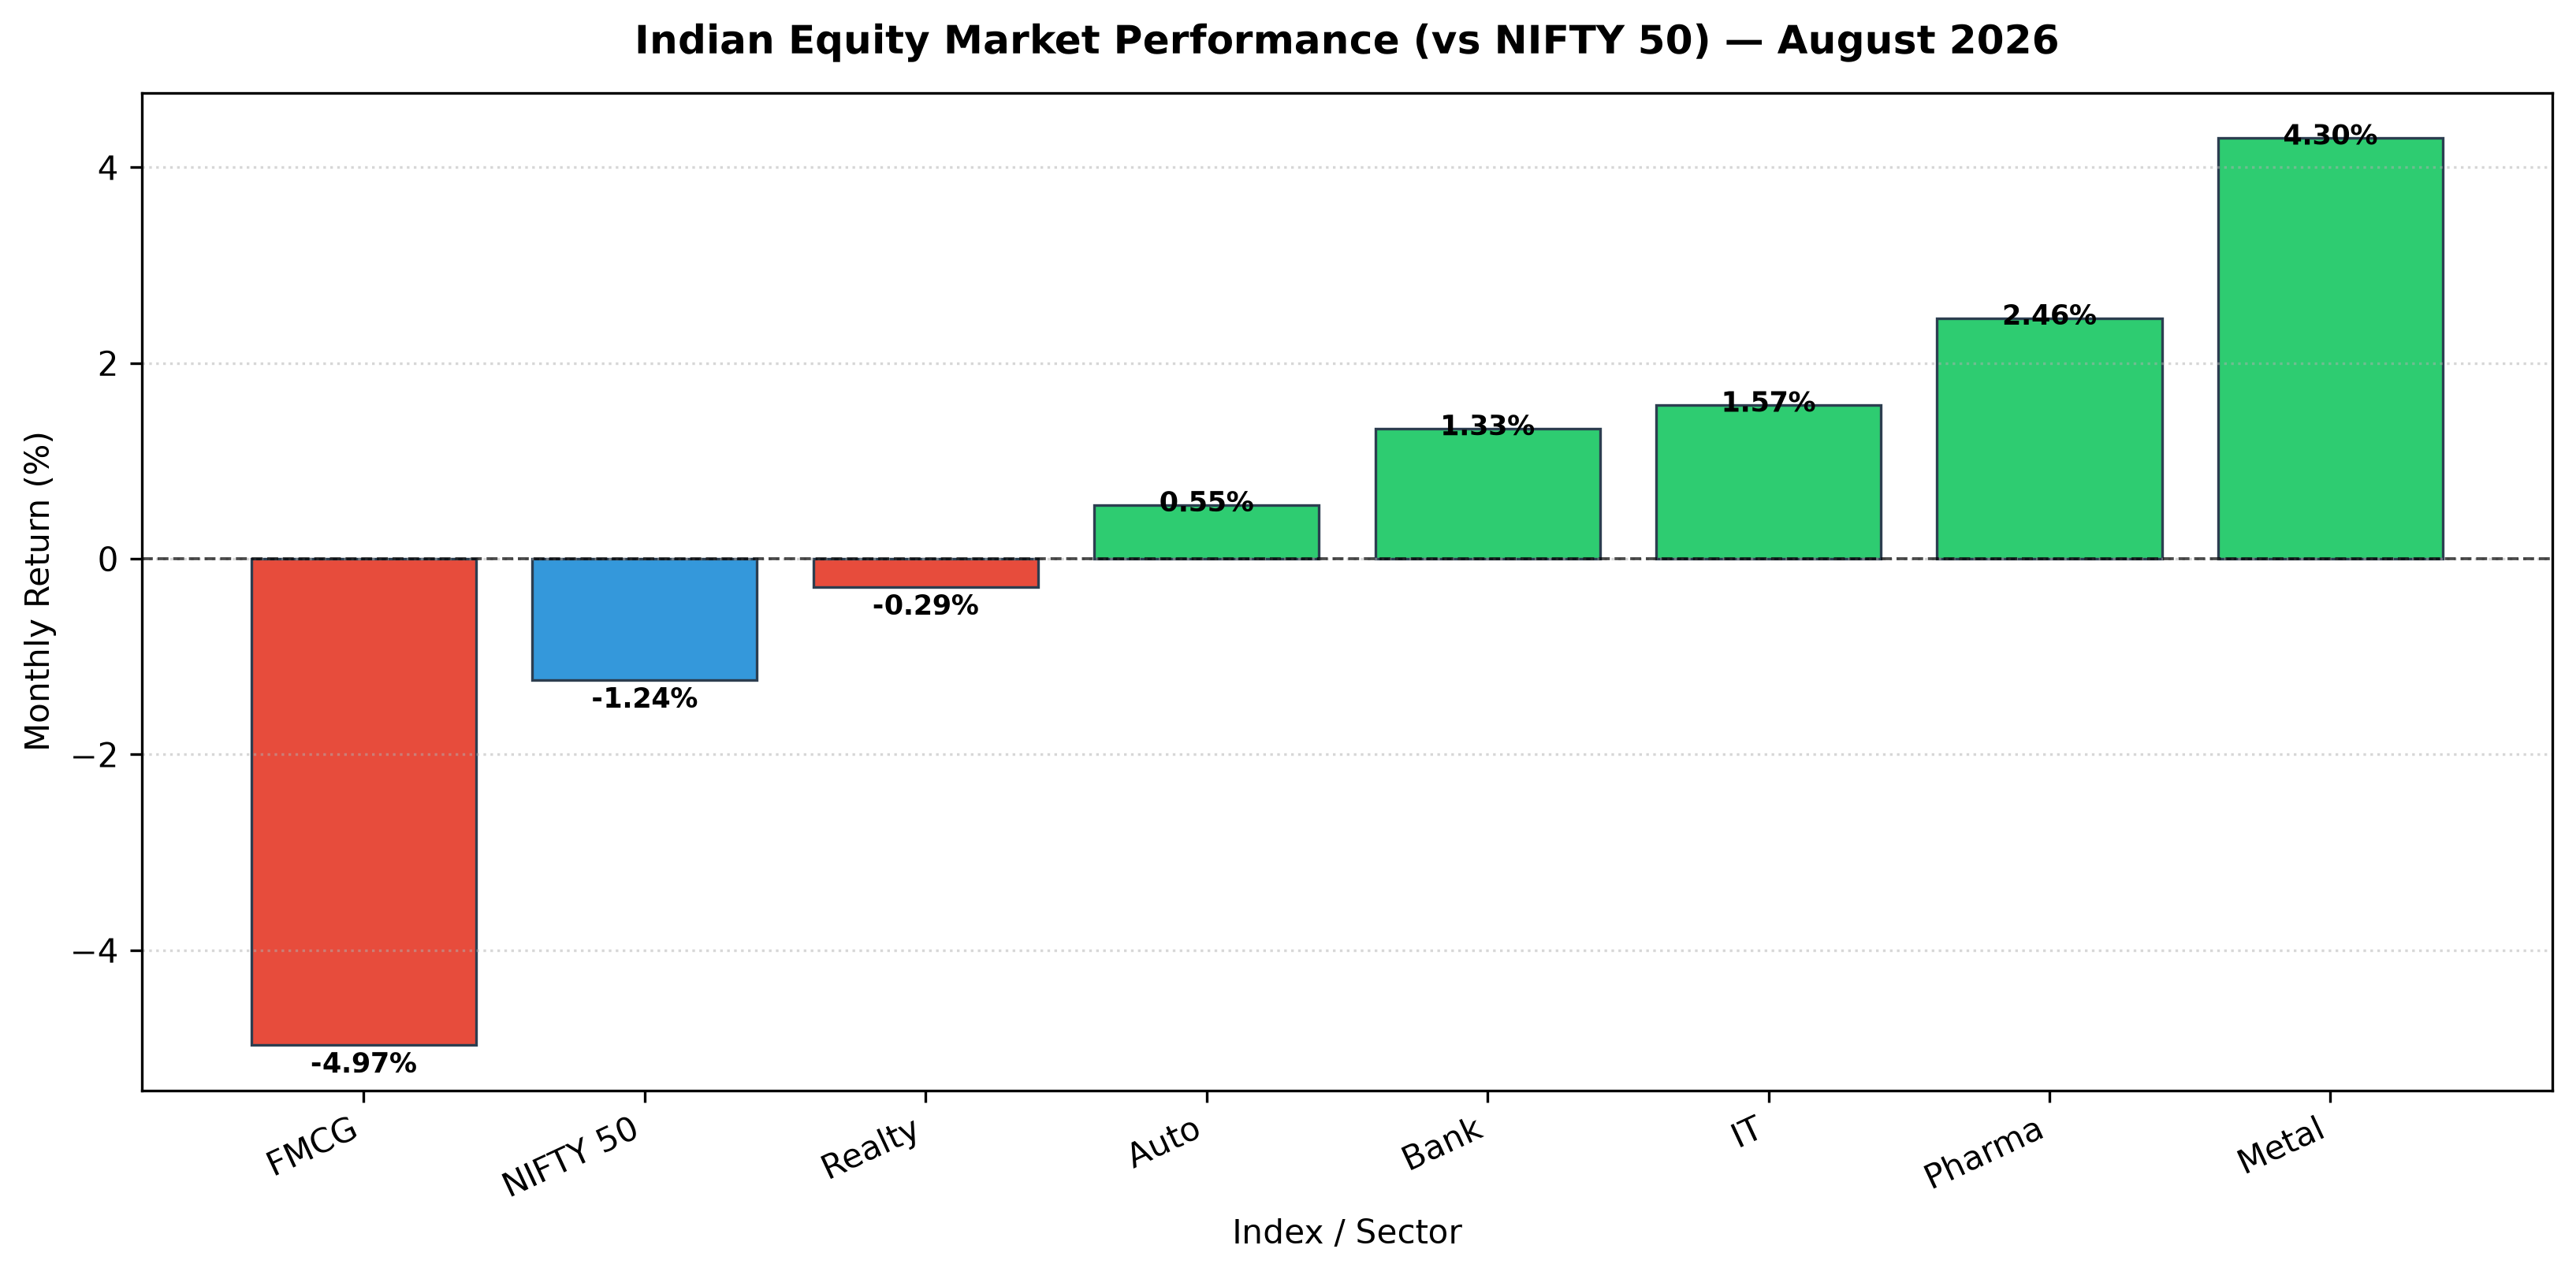 Indian Equity Market Performance (vs NIFTY 50) — August 2026
Monthly Return (%)
4
2
0
−2
−4
-4.97%
-1.24%
-0.29%
0.55%
1.33%
1.57%
2.46%
4.30%
FMCG
NIFTY 50
Realty
Auto
Bank
IT
Pharma
Metal
Index / Sector